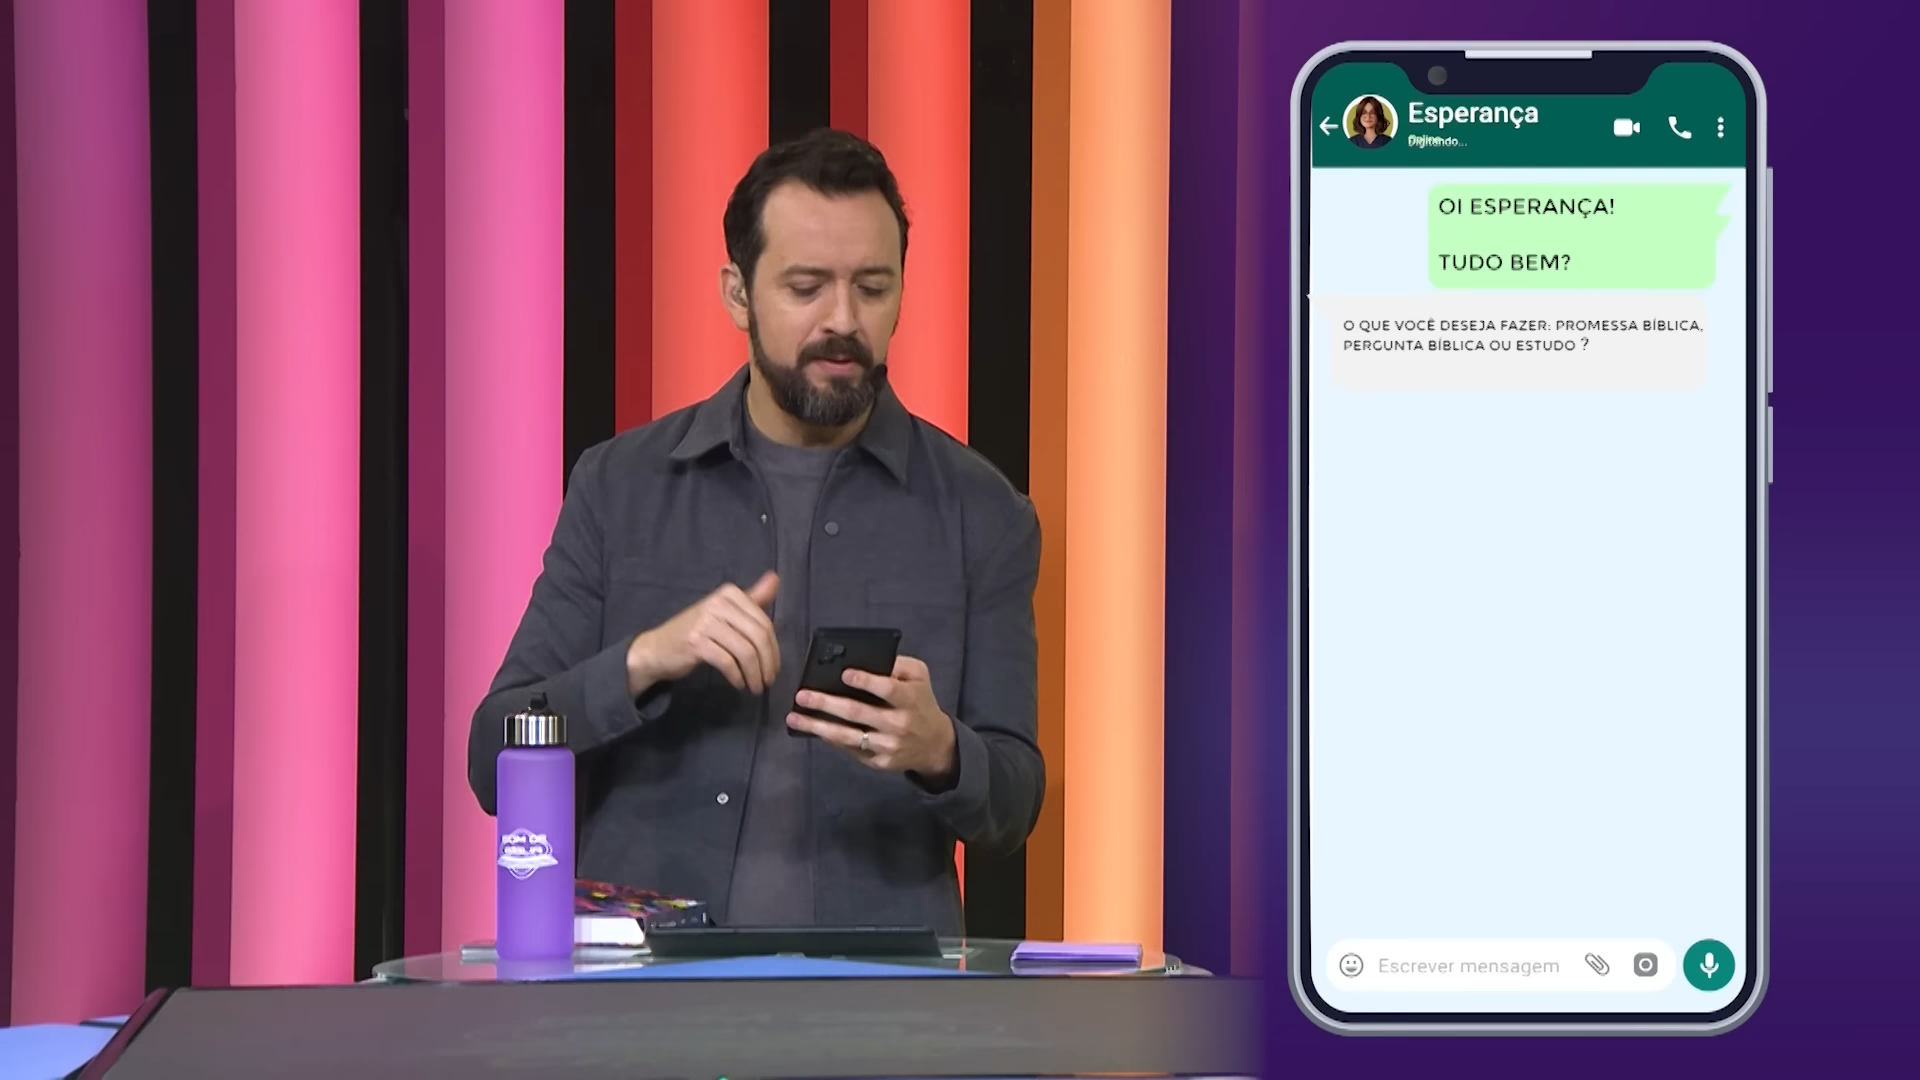 Esperança
OI ESPERANÇA!
TUDO BEM?
O QUE VOCÊ DESEJA FAZER: PROMESSA BÍBLICA,
PERGUNTA BÍBLICA OU ESTUDO ?
Escrever mensagem